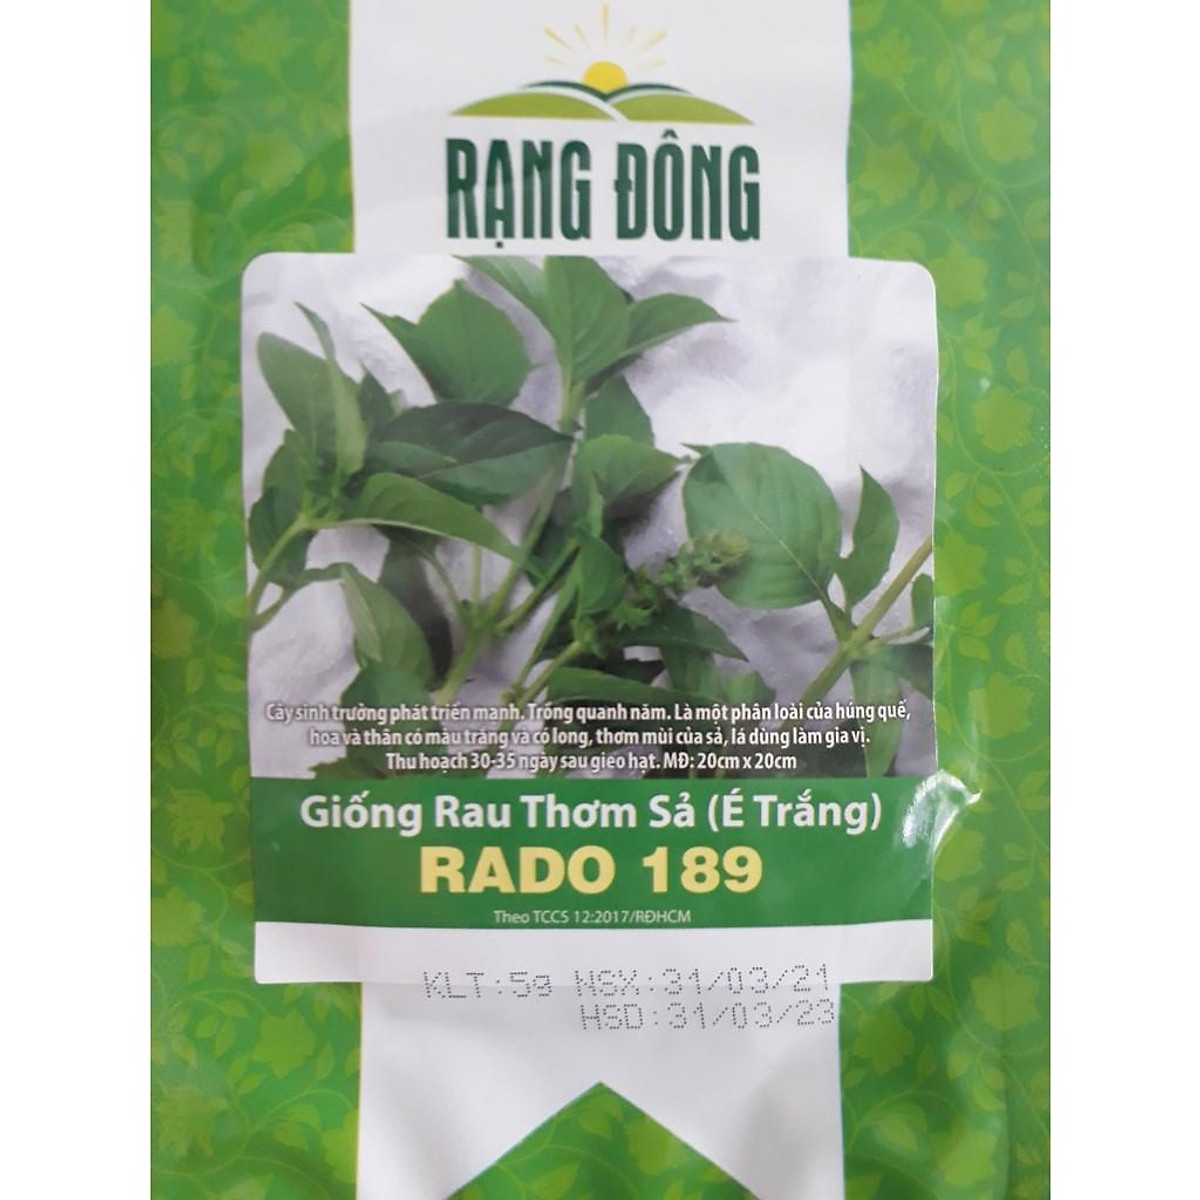 RẠNG ĐÔNG
Cây sinh trưởng phát triển mạnh. Trồng quanh năm. Là một phân loài của húng quế,
hoa và thân có màu trắng và có long, thơm mùi của sả, lá dùng làm gia vị.
Thu hoạch 30-35 ngày sau gieo hạt. MĐ: 20cm x 20cm
Giống Rau Thơm Sả (É Trắng)
RADO 189
Theo TCCS 12:2017/RĐHCM
KLT:5g NSX:31/03/21
HSD:31/03/23